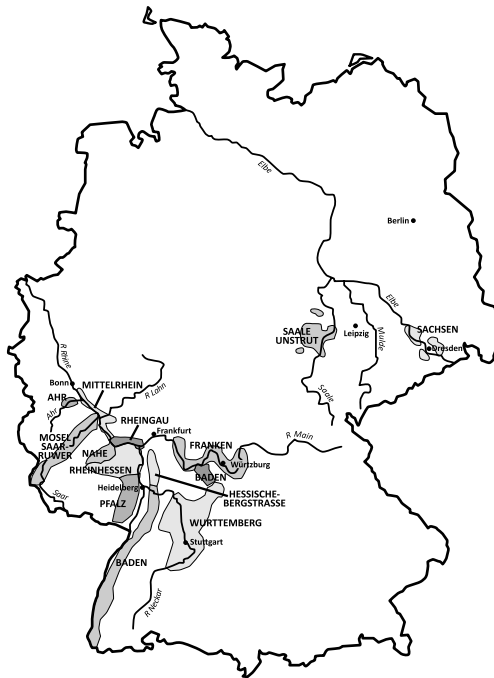 Elbe
Berlin
Elbe
SAALE
UNSTRUT
Leipzig
Mulde
SACHSEN
Dresden
Saale
R Rhine
Bonn
MITTELRHEIN
R Lahn
AHR
Ahr
RHEINGAU
Frankfurt
MOSEL
SAAR-
RUWER
NAHE
FRANKEN
R Main
RHEINHESSEN
Würtzburg
BADEN
Saar
Heidelberg
HESSISCHE-
BERGSTRASSE
PFALZ
WURTTEMBERG
Stuttgart
BADEN
R Neckar